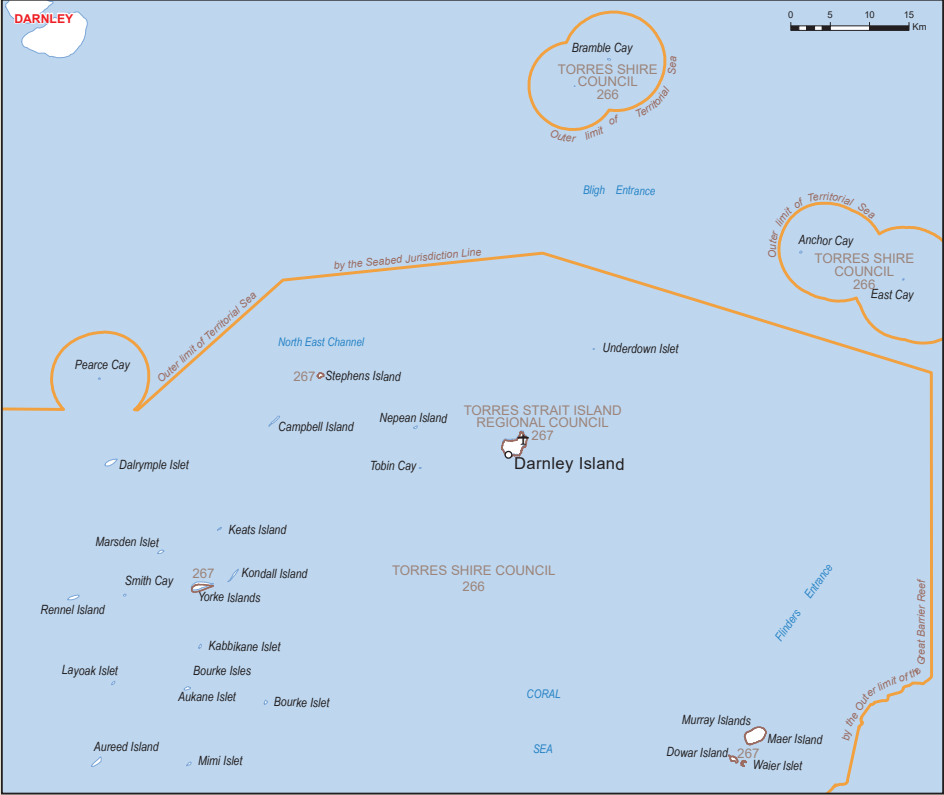 DARNLEY
0 5 10 15
Km
Bramble Cay
TORRES SHIRE
COUNCIL
266
Outer limit of Territorial Sea
Bligh Entrance
Outer limit of Territorial Sea
Anchor Cay
TORRES SHIRE
COUNCIL
266
East Cay
by the Seabed Jurisdiction Line
Outer limit of Territorial Sea
North East Channel
Underdown Islet
Pearce Cay
267
Stephens Island
TORRES STRAIT ISLAND
REGIONAL COUNCIL
267
Nepean Island
Campbell Island
Darnley Island
Dalrymple Islet
Tobin Cay
Keats Island
Marsden Islet
267
Kondall Island
Smith Cay
Yorke Islands
Rennel Island
TORRES SHIRE COUNCIL
266
Flinders Entrance
by the Outer limit of the Great Barrier Reef
Kabbikane Islet
Layoak Islet
Bourke Isles
Aukane Islet
Bourke Islet
CORAL
SEA
Murray Islands
Maer Island
Dowar Island
267
Waier Islet
Aureed Island
Mimi Islet